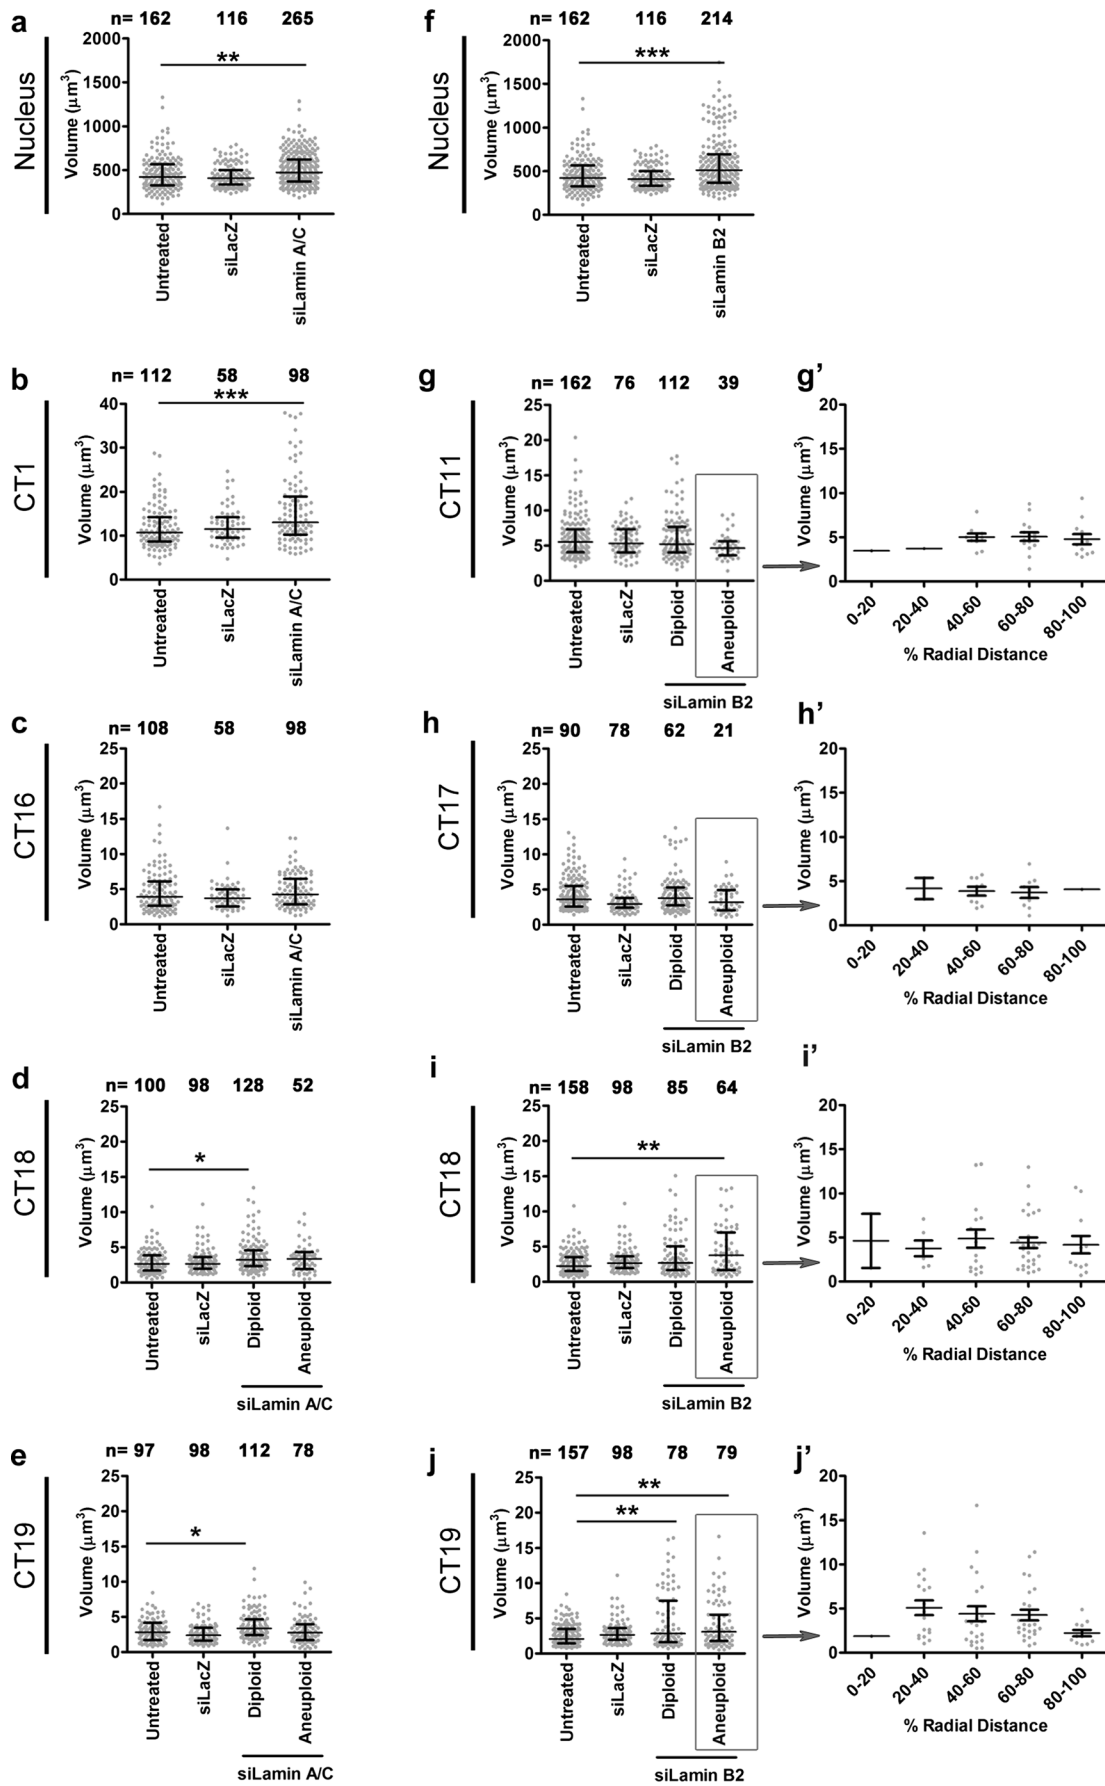 a
n= 162 116 265
Nucleus
Volume (μm³)
2000
1500
1000
500
0
**
Untreated
siLacZ
siLamin A/C
f
n= 162 116 214
Nucleus
Volume (μm³)
2000
1500
1000
500
0
***
Untreated
siLacZ
siLamin B2
b
n= 112 58 98
CT1
Volume (μm³)
40
30
20
10
0
***
Untreated
siLacZ
siLamin A/C
g
n= 162 76 112 39
CT11
Volume (μm³)
25
20
15
10
5
0
Untreated
siLacZ
Diploid
Aneuploid
siLamin B2
g’
Volume (μm³)
20
15
10
5
0
0-20
20-40
40-60
60-80
80-100
% Radial Distance
c
n= 108 58 98
CT16
Volume (μm³)
25
20
15
10
5
0
Untreated
siLacZ
siLamin A/C
h
n= 90 78 62 21
CT17
Volume (μm³)
25
20
15
10
5
0
Untreated
siLacZ
Diploid
Aneuploid
siLamin B2
h’
Volume (μm³)
20
15
10
5
0
0-20
20-40
40-60
60-80
80-100
% Radial Distance
d
n= 100 98 128 52
CT18
Volume (μm³)
25
20
15
10
5
0
*
Untreated
siLacZ
Diploid
Aneuploid
siLamin A/C
i
n= 158 98 85 64
CT18
Volume (μm³)
25
20
15
10
5
0
**
Untreated
siLacZ
Diploid
Aneuploid
siLamin B2
i’
Volume (μm³)
20
15
10
5
0
0-20
20-40
40-60
60-80
80-100
% Radial Distance
e
n= 97 98 112 78
CT19
Volume (μm³)
25
20
15
10
5
0
*
Untreated
siLacZ
Diploid
Aneuploid
siLamin A/C
j
n= 157 98 78 79
CT19
Volume (μm³)
25
20
15
10
5
0
**
**
Untreated
siLacZ
Diploid
Aneuploid
siLamin B2
j’
Volume (μm³)
20
15
10
5
0
0-20
20-40
40-60
60-80
80-100
% Radial Distance